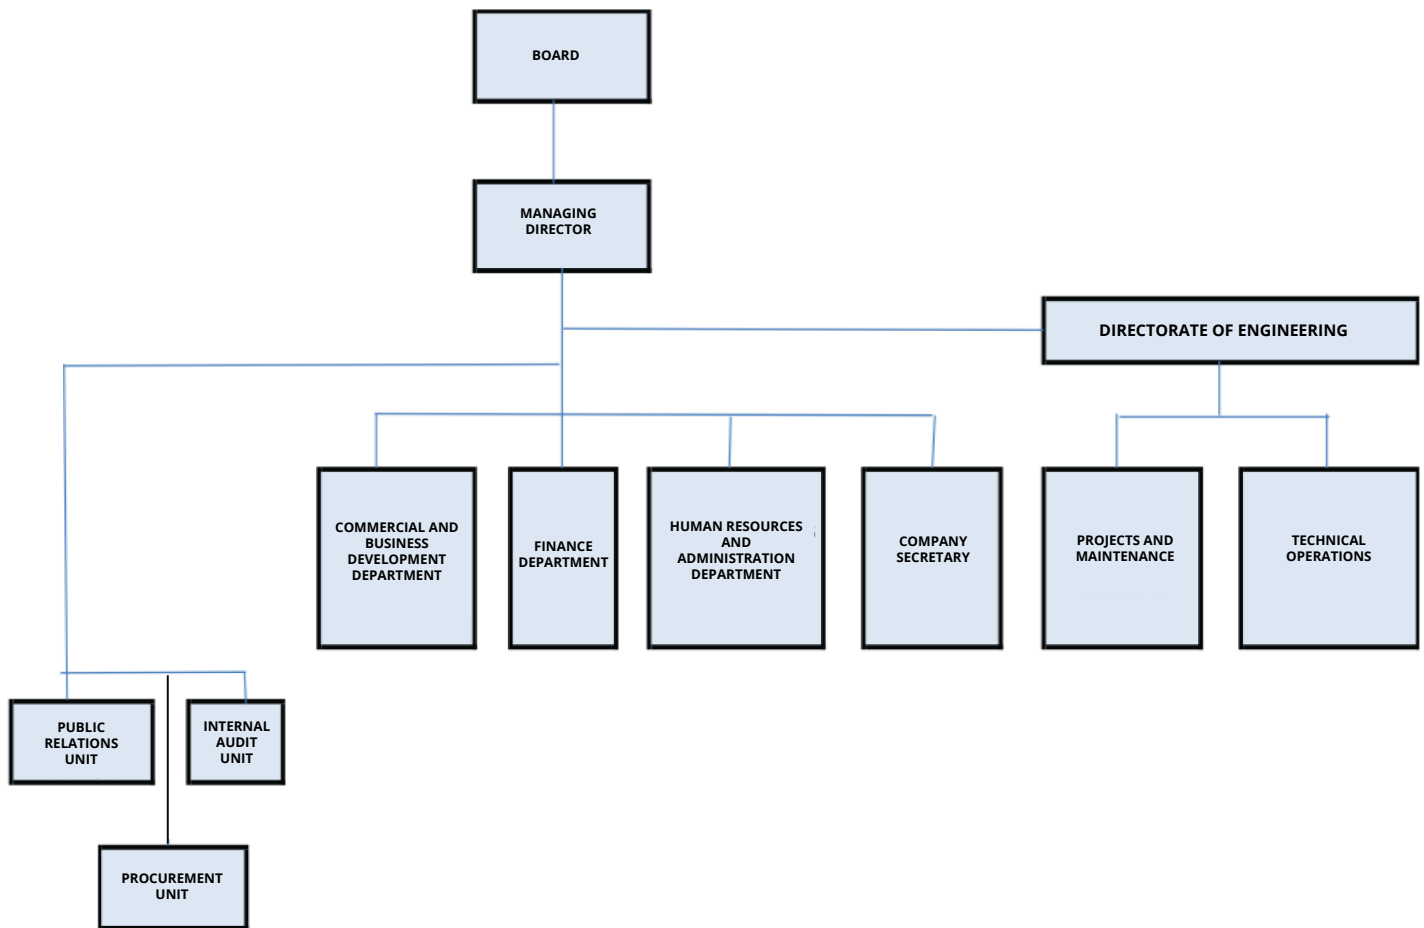 BOARD
MANAGING
DIRECTOR
DIRECTORATE OF ENGINEERING
COMMERCIAL AND
BUSINESS
DEVELOPMENT
DEPARTMENT
FINANCE
DEPARTMENT
HUMAN RESOURCES
AND
ADMINISTRATION
DEPARTMENT
COMPANY
SECRETARY
PROJECTS AND
MAINTENANCE
TECHNICAL
OPERATIONS
PUBLIC
RELATIONS
UNIT
INTERNAL
AUDIT
UNIT
PROCUREMENT
UNIT